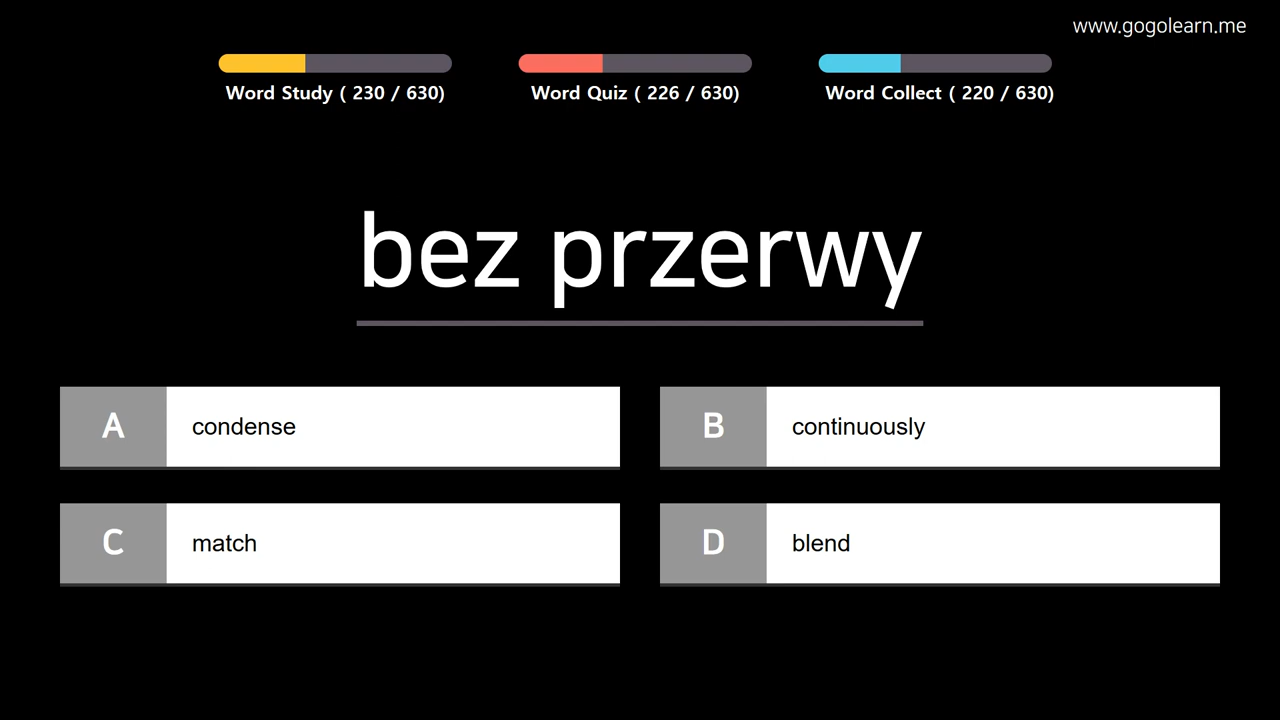 www.gogolearn.me
Word Study ( 230 / 630)
Word Quiz ( 226 / 630)
Word Collect ( 220 / 630)
bez przerwy
A condense
B continuously
C match
D blend